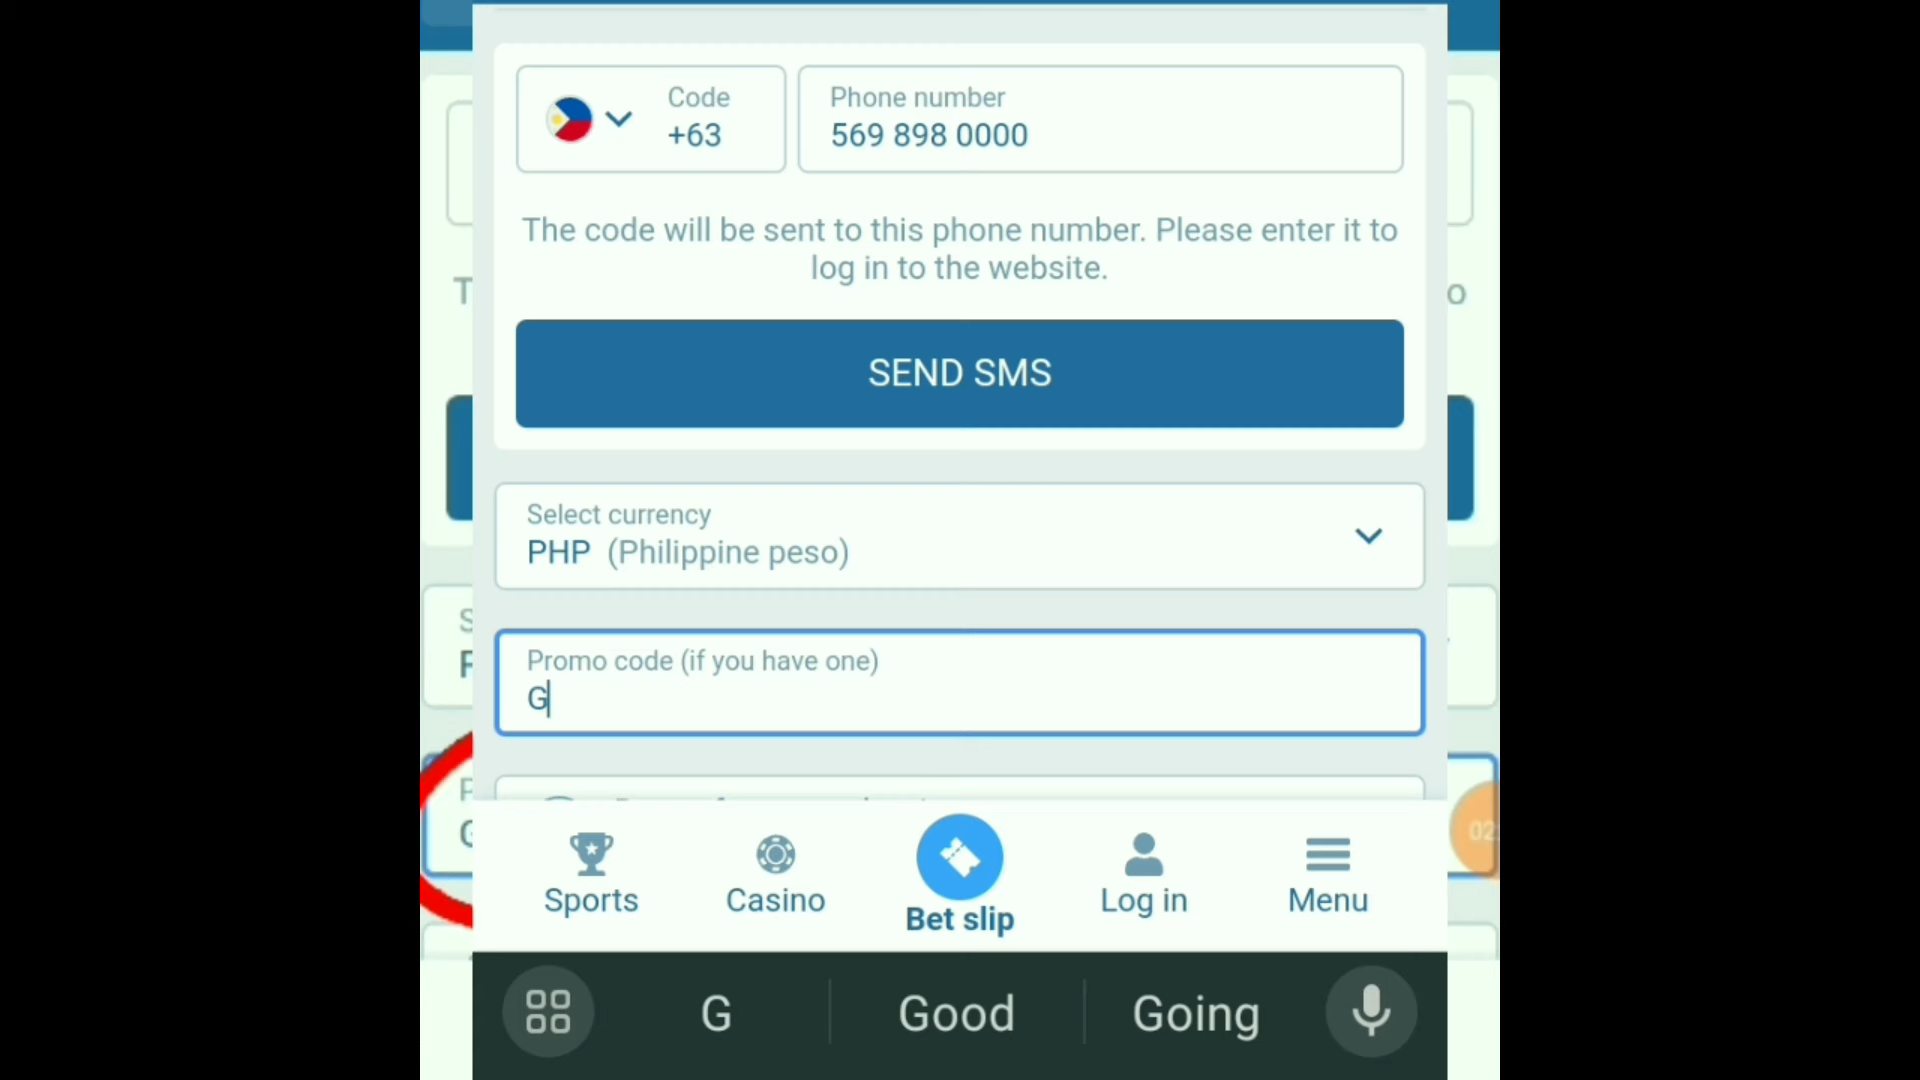 Code
+63
Phone number
569 898 0000
The code will be sent to this phone number. Please enter it to
log in to the website.
SEND SMS
Select currency
PHP (Philippine peso)
Promo code (if you have one)
G
Sports
Casino
Bet slip
Log in
Menu
G
Good
Going
02